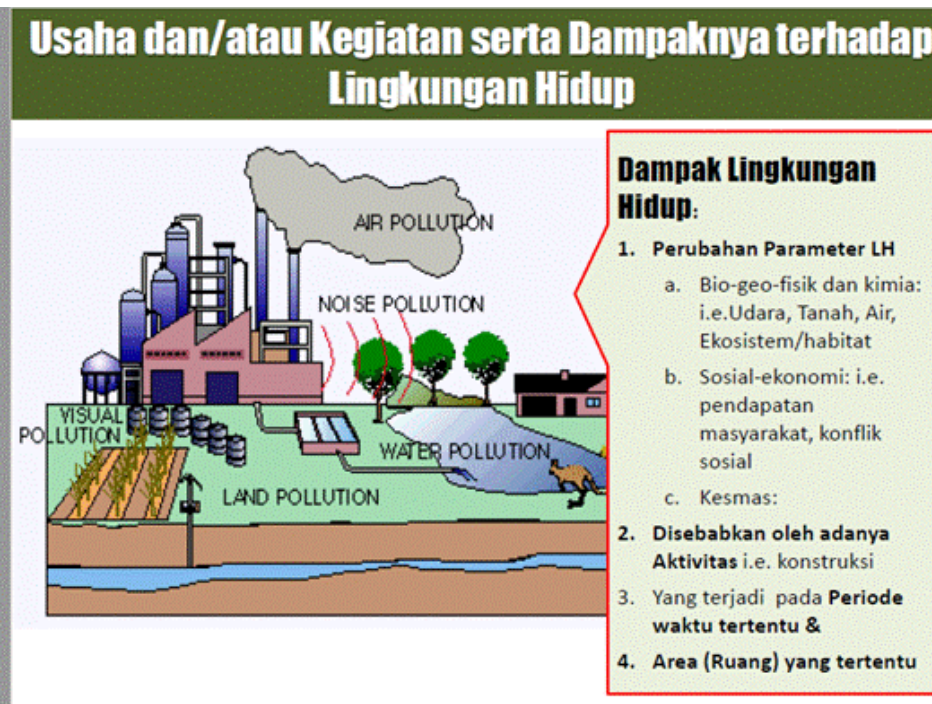 Usaha dan/atau Kegiatan serta Dampaknya terhadap
Lingkungan Hidup
AIR POLLUTION
NOISE POLLUTION
VISUAL
POLLUTION
WATER POLLUTION
LAND POLLUTION
Dampak Lingkungan
Hidup:
1. Perubahan Parameter LH
a. Bio-geo-fisik dan kimia:
i.e.Udara, Tanah, Air,
Ekosistem/habitat
b. Sosial-ekonomi: i.e.
pendapatan
masyarakat, konflik
sosial
c. Kesmas:
2. Disebabkan oleh adanya
Aktivitas i.e. konstruksi
3. Yang terjadi pada Periode
waktu tertentu &
4. Area (Ruang) yang tertentu